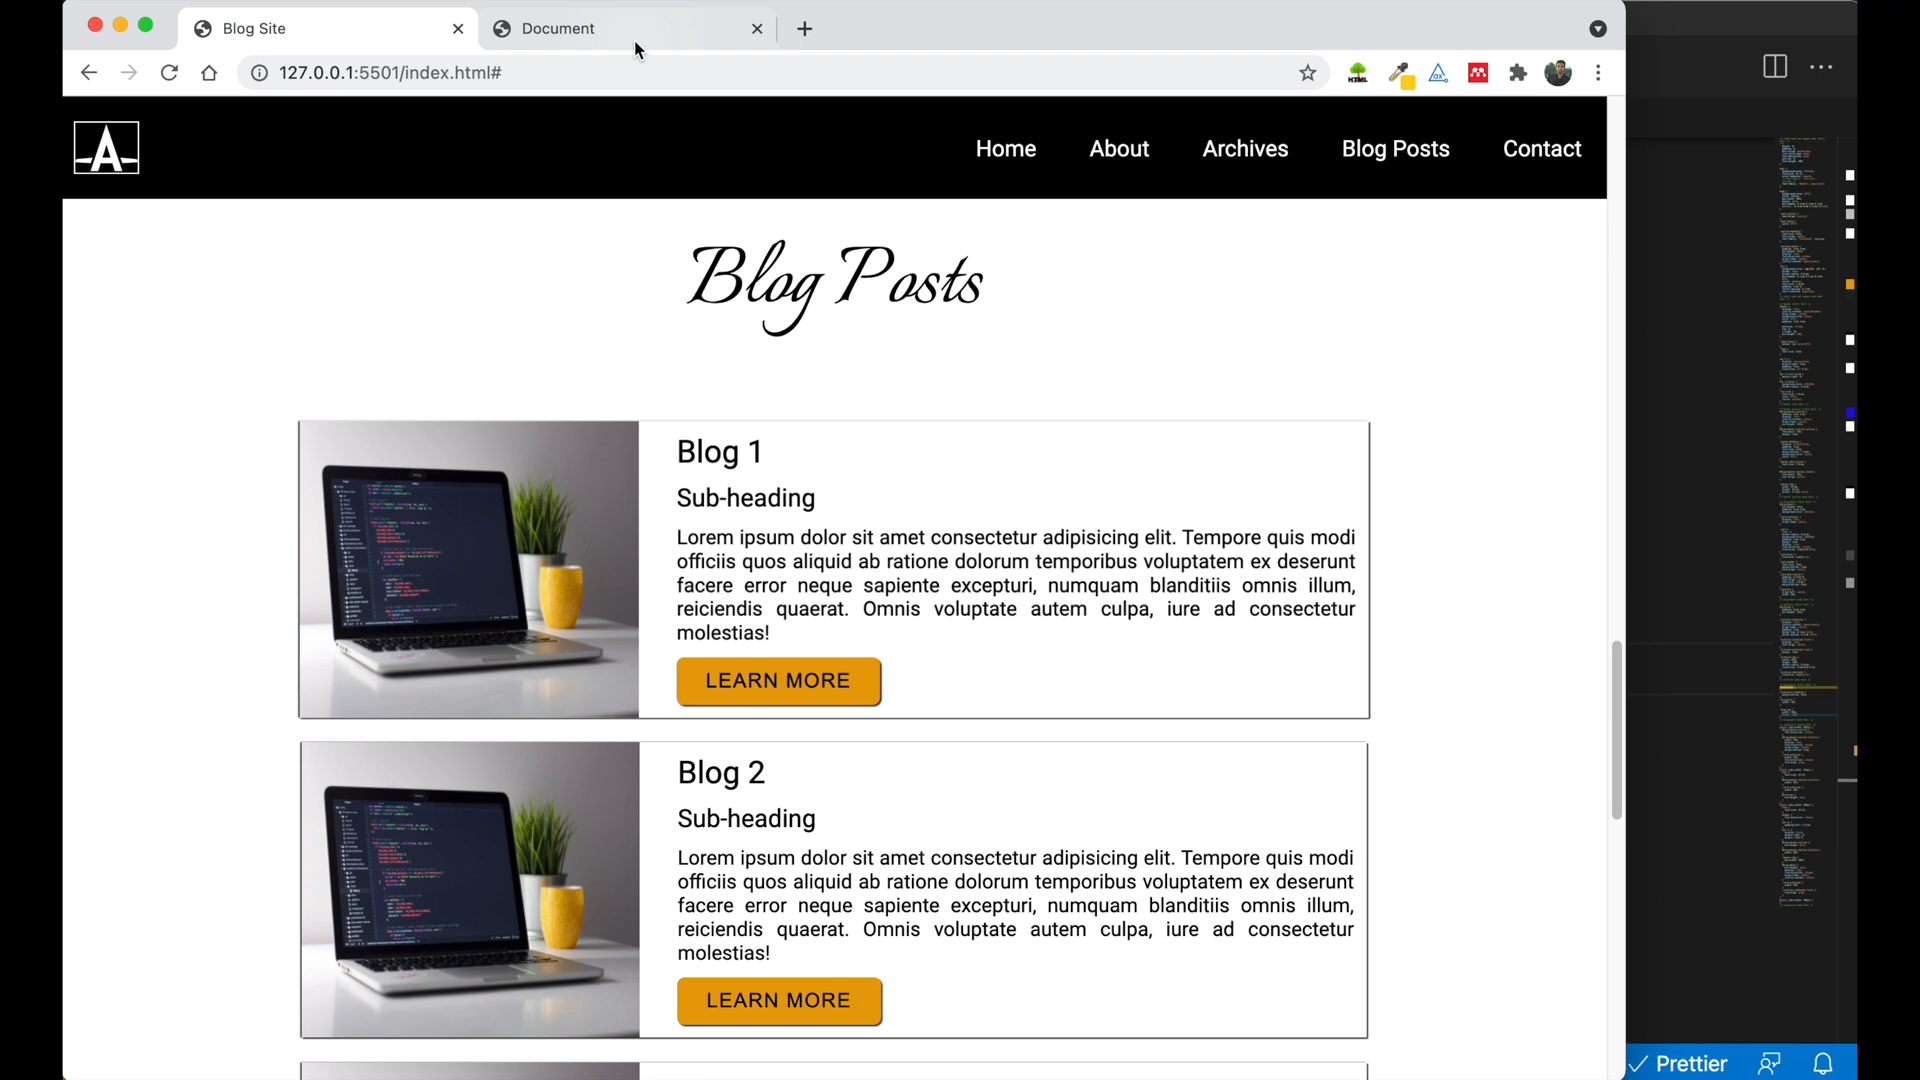 Blog Site
Document
127.0.0.1:5501/index.html#
HTML
A
Home
About
Archives
Blog Posts
Contact
Blog Posts
Blog 1
Sub-heading
Lorem ipsum dolor sit amet consectetur adipisicing elit. Tempore quis modi
officiis quos aliquid ab ratione dolorum temporibus voluptatem ex deserunt
facere error neque sapiente excepturi, numquam blanditiis omnis illum,
reiciendis quaerat. Omnis voluptate autem culpa, iure ad consectetur
molestias!
LEARN MORE
Blog 2
Sub-heading
Lorem ipsum dolor sit amet consectetur adipisicing elit. Tempore quis modi
officiis quos aliquid ab ratione dolorum temporibus voluptatem ex deserunt
facere error neque sapiente excepturi, numquam blanditiis omnis illum,
reiciendis quaerat. Omnis voluptate autem culpa, iure ad consectetur
molestias!
LEARN MORE
Prettier